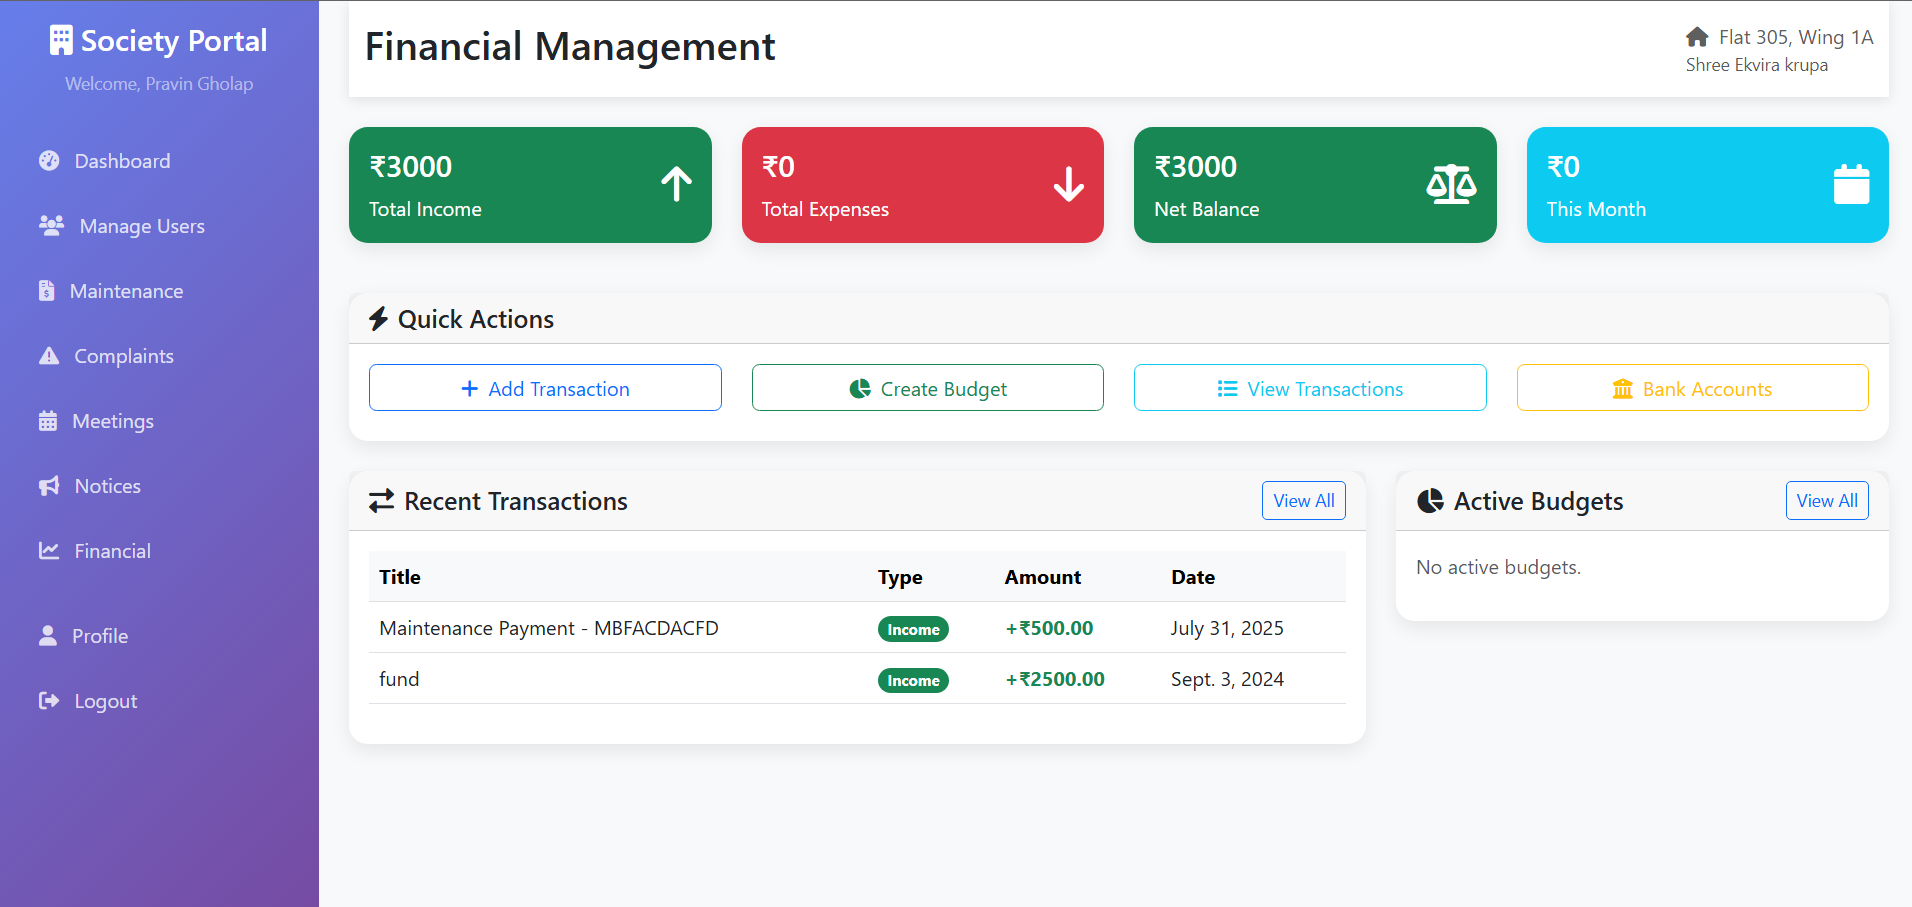 Society Portal
Welcome, Pravin Gholap
Dashboard
Manage Users
Maintenance
Complaints
Meetings
Notices
Financial
Profile
Logout
Financial Management
Flat 305, Wing 1A
Shree Ekvira krupa
₹3000
Total Income
₹0
Total Expenses
₹3000
Net Balance
₹0
This Month
Quick Actions
Add Transaction
Create Budget
View Transactions
Bank Accounts
Recent Transactions
View All
Title Type Amount Date
Maintenance Payment - MBFACDACFD Income +₹500.00 July 31, 2025
fund Income +₹2500.00 Sept. 3, 2024
Active Budgets
View All
No active budgets.